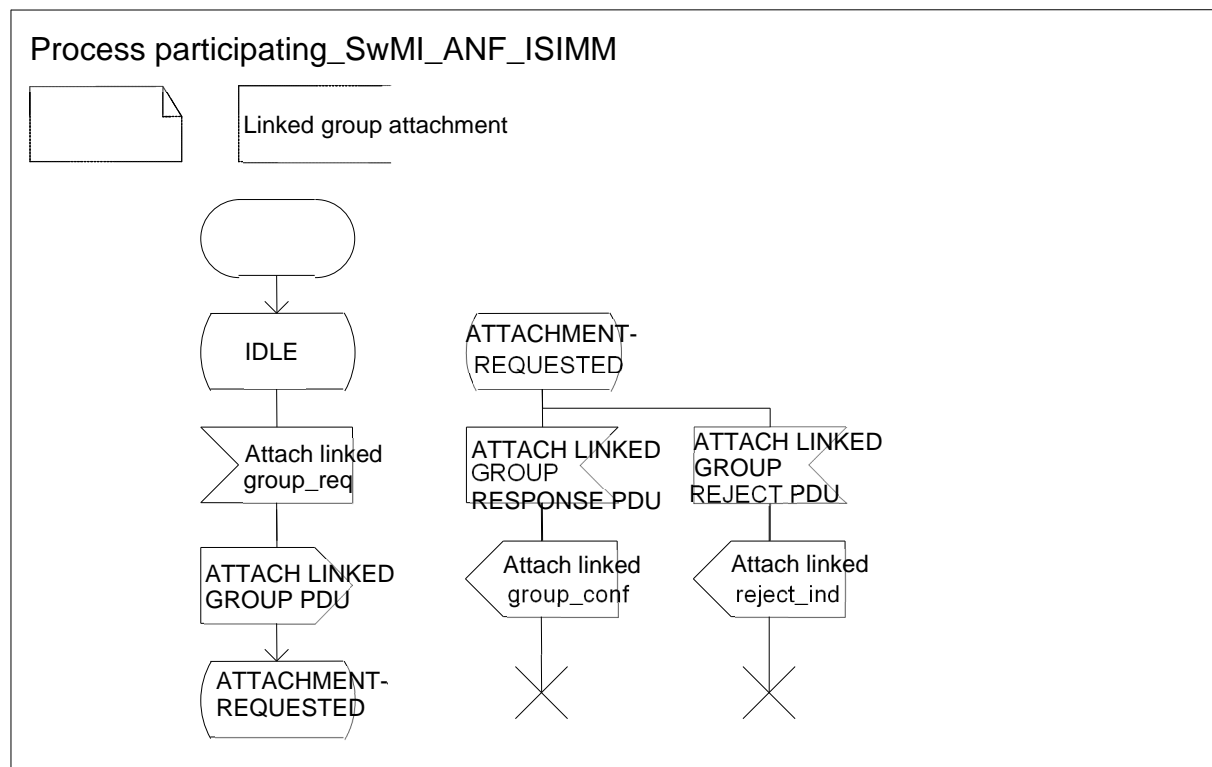 Process participating_SwMI_ANF_ISIMM
Linked group attachment
IDLE
Attach linked
group_req
ATTACH LINKED
GROUP PDU
ATTACHMENT-
REQUESTED
ATTACHMENT-
REQUESTED
ATTACH LINKED
GROUP
RESPONSE PDU
Attach linked
group_conf
ATTACH LINKED
GROUP
REJECT PDU
Attach linked
reject_ind